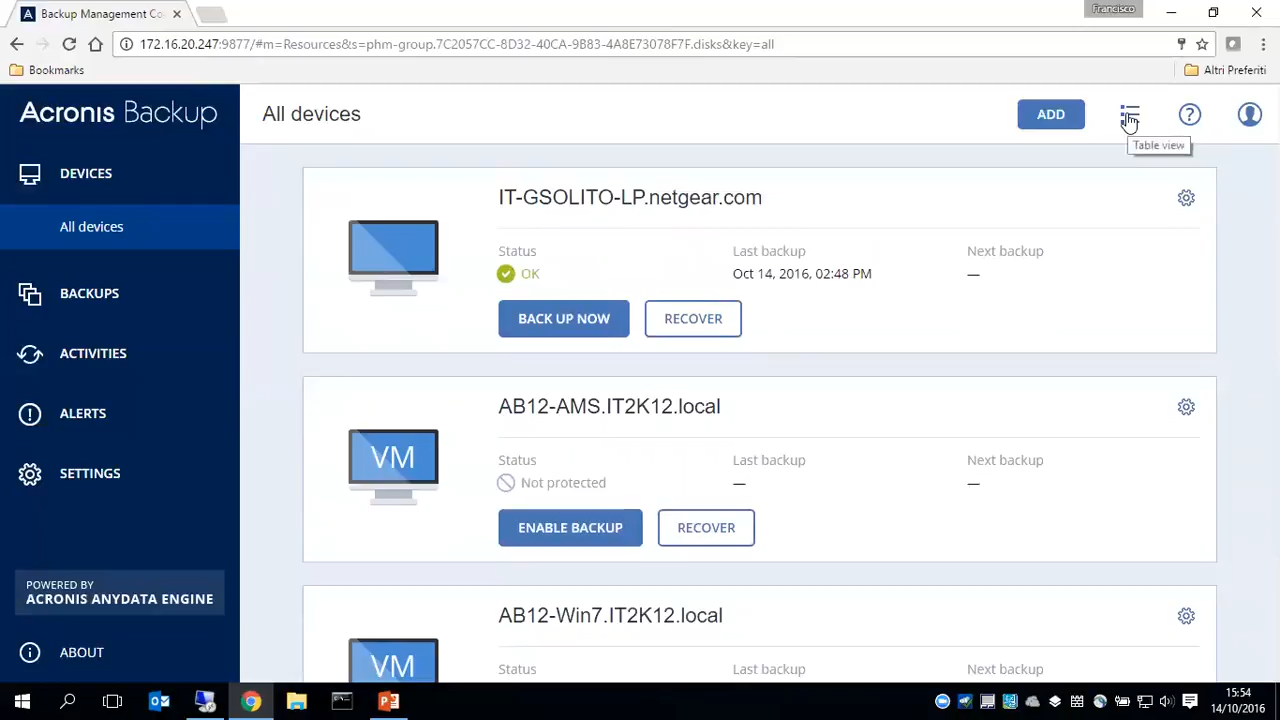 Backup Management Co
Francisco
172.16.20.247:9877/#m=Resources&s=phm-group.7C2057CC-8D32-40CA-9B83-4A8E73078F7F.disks&key=all
Bookmarks
Altri Preferiti
Acronis Backup
All devices
ADD
Table view
DEVICES
All devices
BACKUPS
ACTIVITIES
ALERTS
SETTINGS
POWERED BY
ACRONIS ANYDATA ENGINE
ABOUT
IT-GSOLITO-LP.netgear.com
Status
Last backup
Next backup
OK
Oct 14, 2016, 02:48 PM
—
BACK UP NOW
RECOVER
VM
AB12-AMS.IT2K12.local
Status
Last backup
Next backup
Not protected
—
—
ENABLE BACKUP
RECOVER
VM
AB12-Win7.IT2K12.local
Status
Last backup
Next backup
15:54
14/10/2016